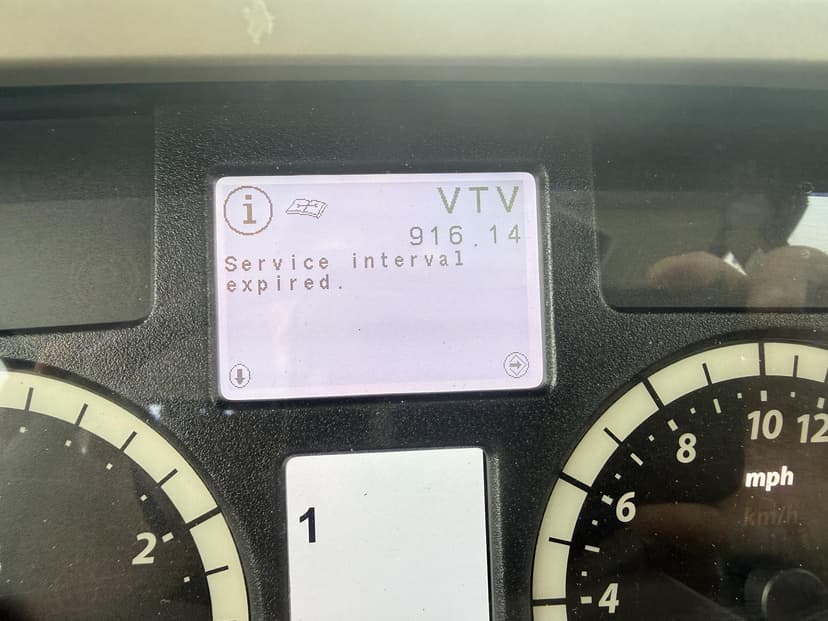 i VTV
916.14
Service interval
expired.
1
2
10
12
8
mph
6
km/h
4